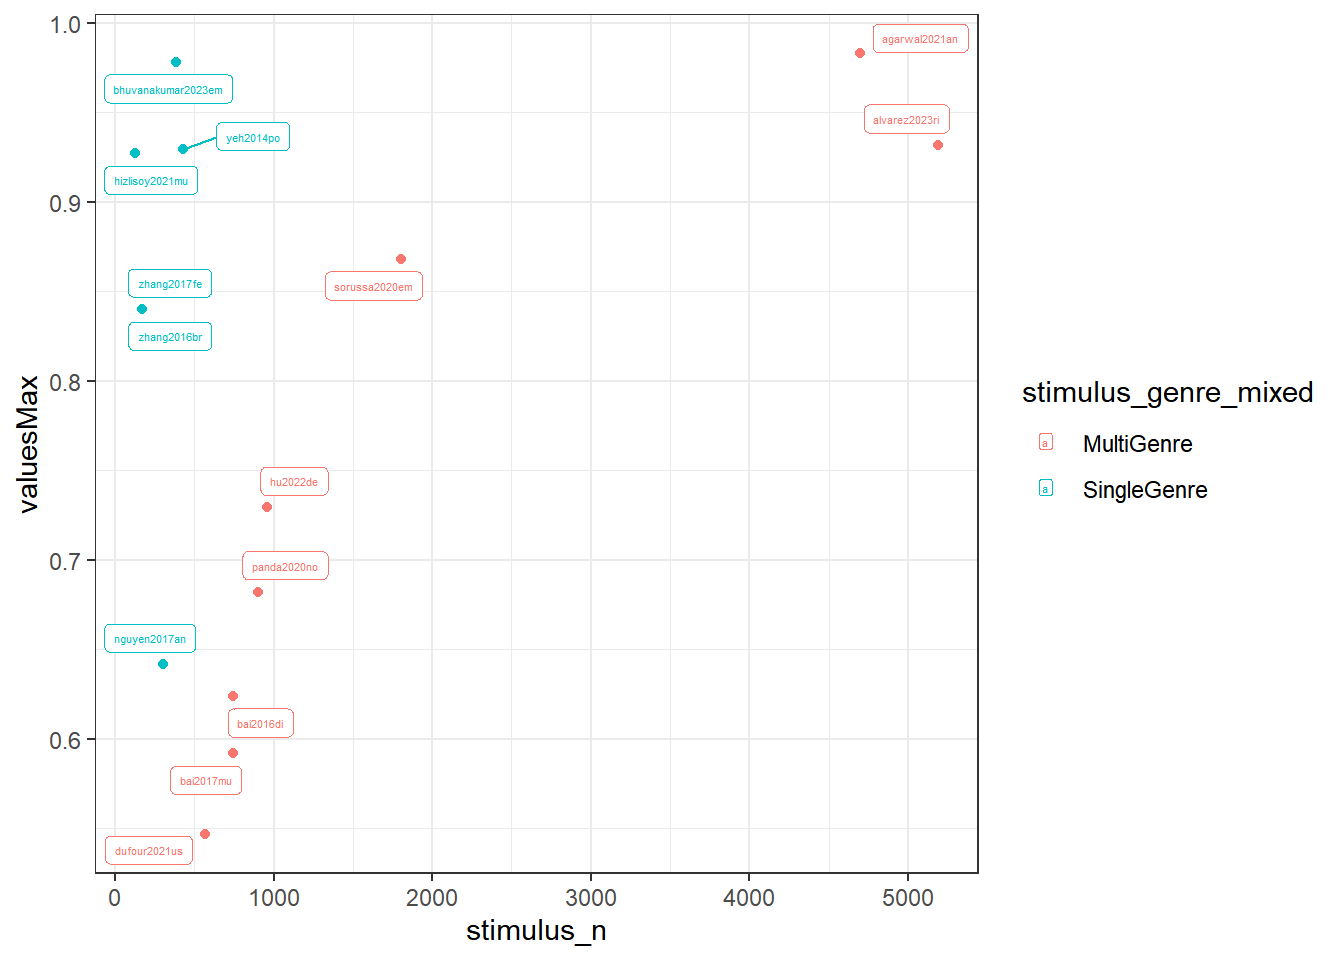 1.0
0.9
0.8
0.7
0.6
valuesMax
agarwal2021an
bhuvanakumar2023em
alvarez2023ri
yeh2014po
hizlisoy2021mu
zhang2017fe
sorussa2020em
zhang2016br
hu2022de
panda2020no
nguyen2017an
bai2016di
bai2017mu
dufour2021us
0 1000 2000 3000 4000 5000
stimulus_n
stimulus_genre_mixed
a MultiGenre
a SingleGenre